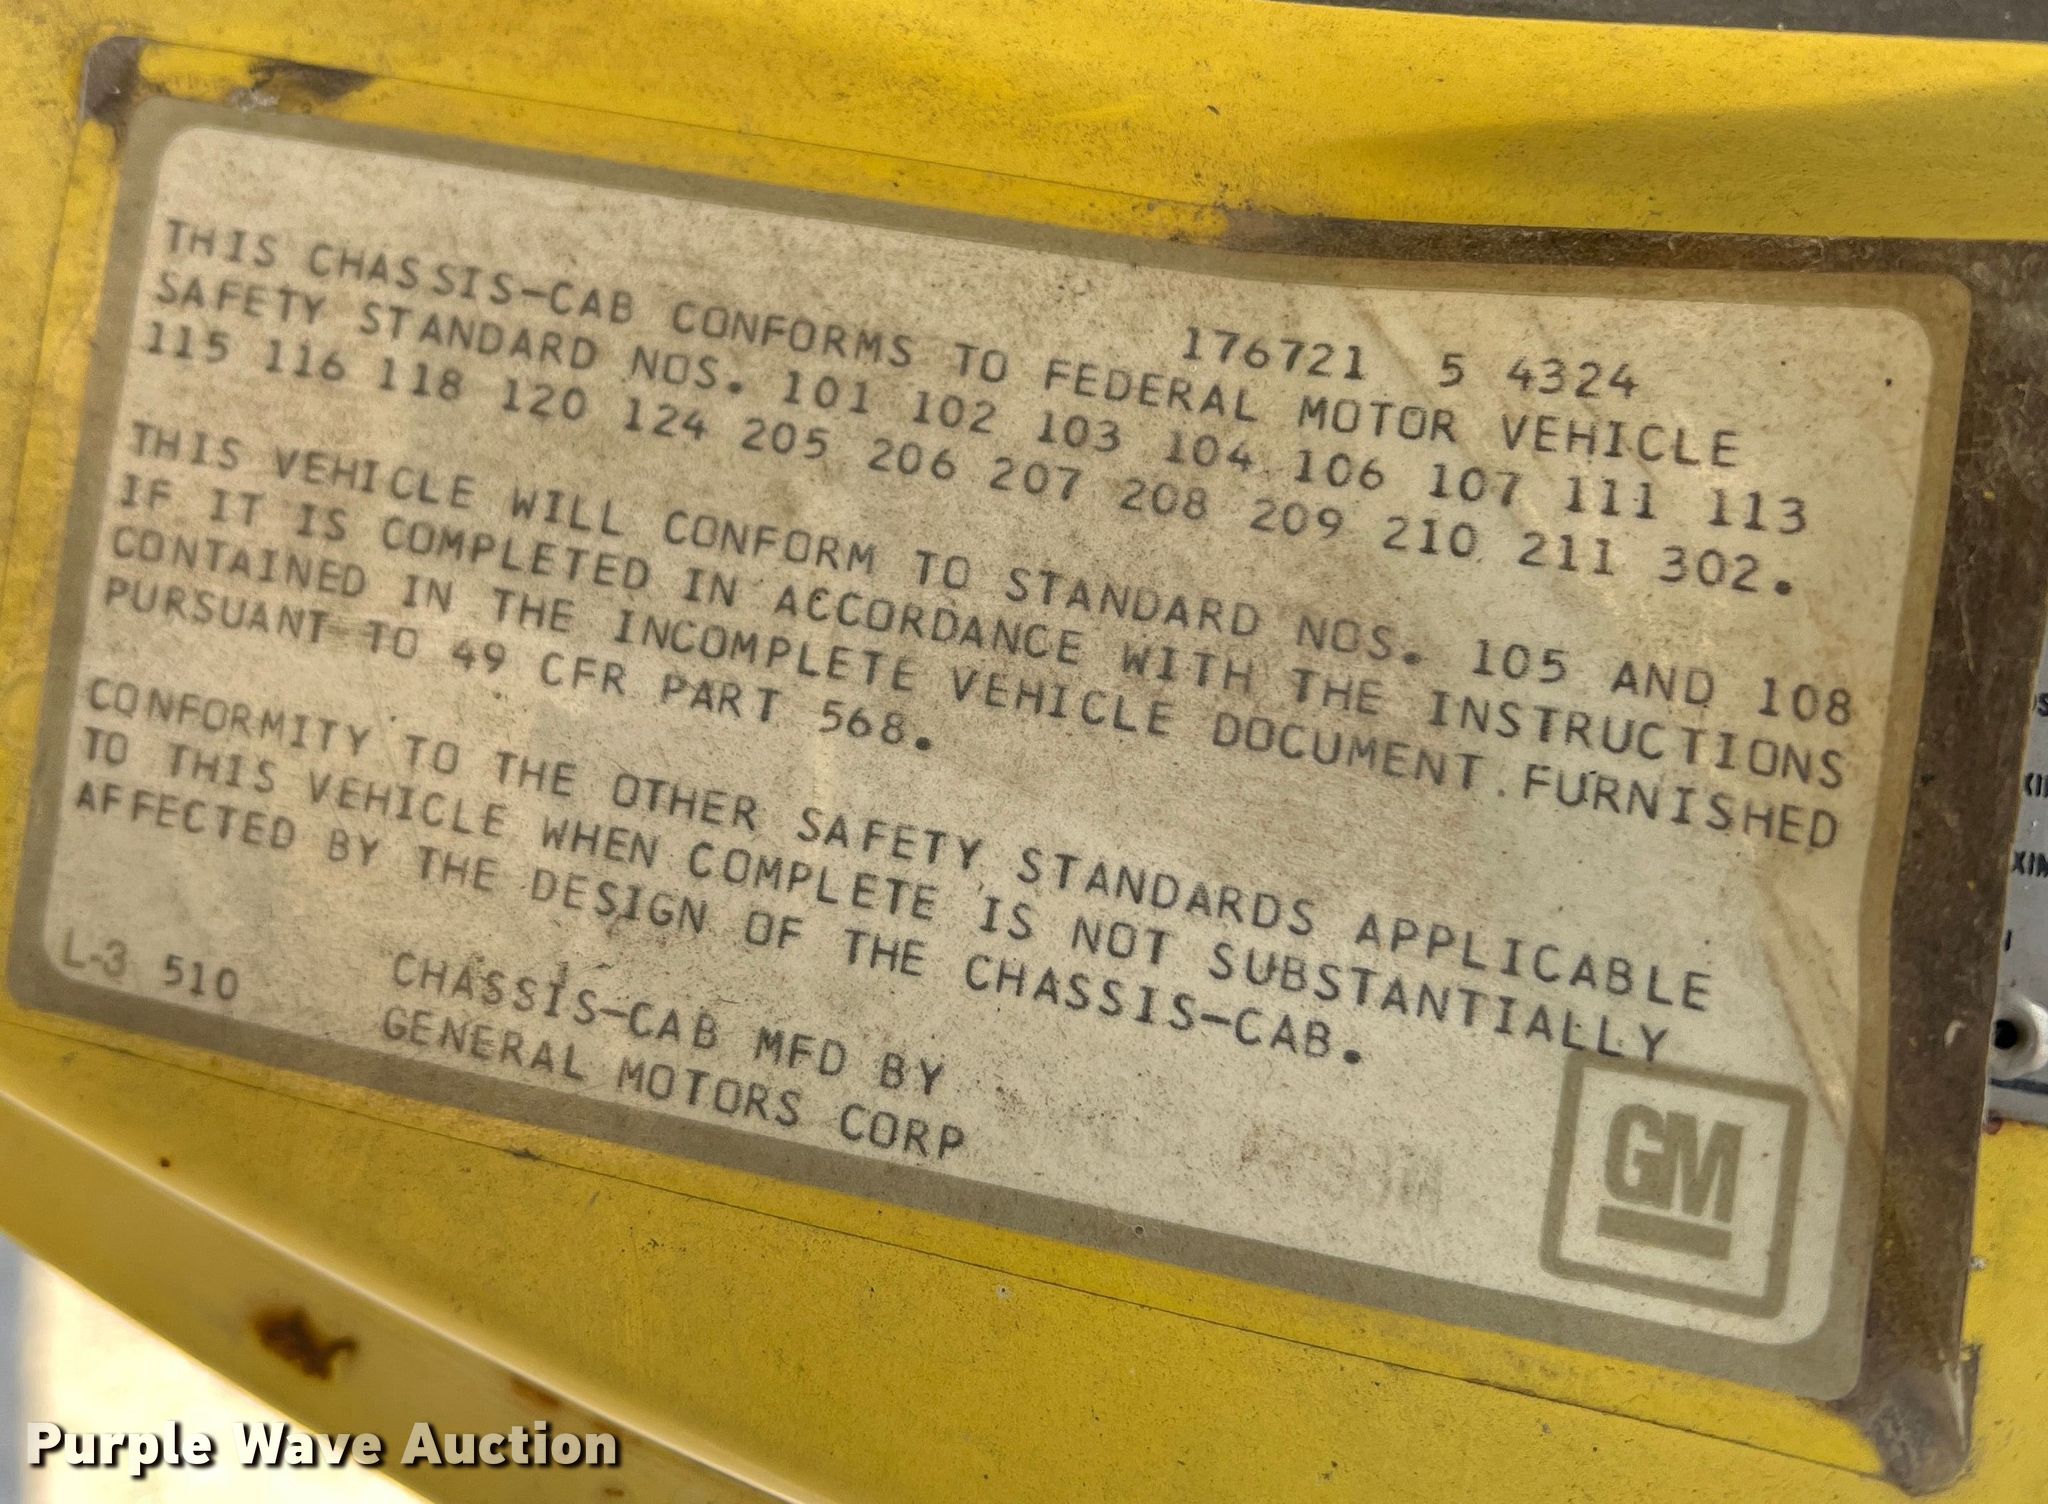 176721 5 4324
THIS CHASSIS-CAB CONFORMS TO FEDERAL MOTOR VEHICLE
SAFETY STANDARD NOS. 101 102 103 104 106 107 111 113
115 116 118 120 124 205 206 207 208 209 210 211 302.
THIS VEHICLE WILL CONFORM TO STANDARD NOS. 105 AND 108
IF IT IS COMPLETED IN ACCORDANCE WITH THE INSTRUCTIONS
CONTAINED IN THE INCOMPLETE VEHICLE DOCUMENT FURNISHED
PURSUANT TO 49 CFR PART 568.
CONFORMITY TO THE OTHER SAFETY STANDARDS APPLICABLE
TO THIS VEHICLE WHEN COMPLETE IS NOT SUBSTANTIALLY
AFFECTED BY THE DESIGN OF THE CHASSIS-CAB.
L-3 510
CHASSIS-CAB MFD BY
GENERAL MOTORS CORP
GM
Purple Wave Auction